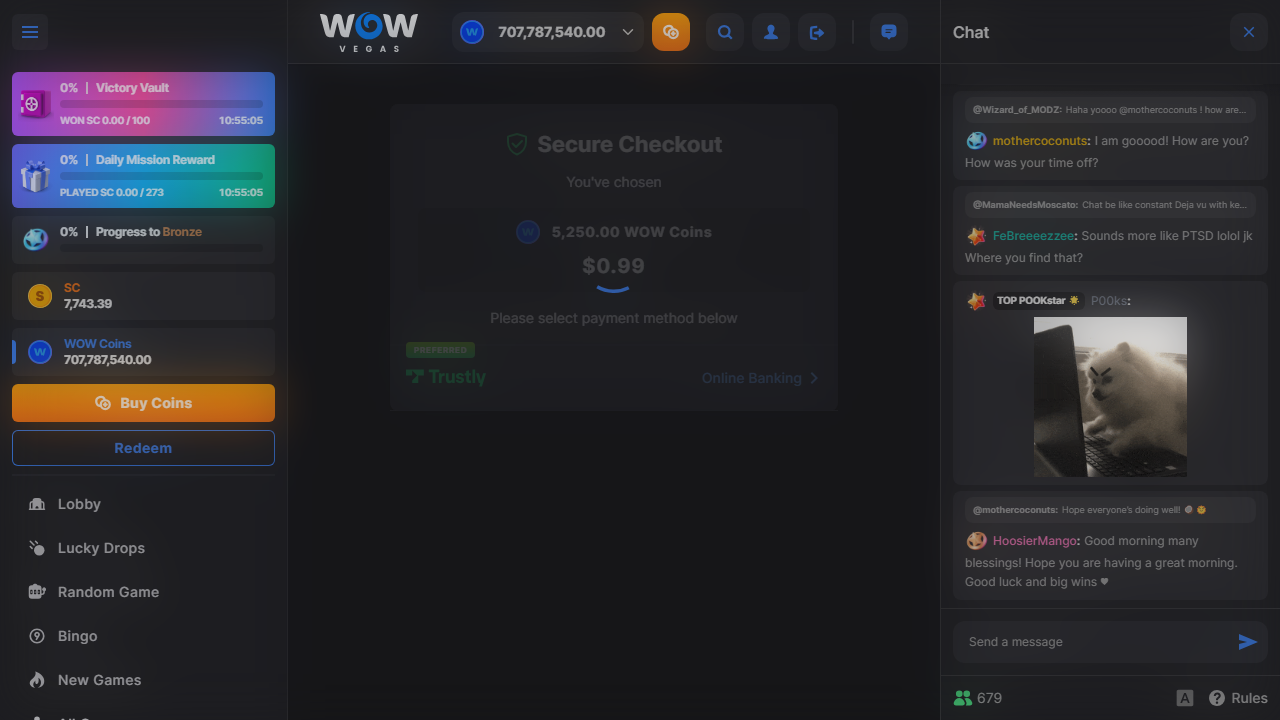 0% | Victory Vault
WON SC 0.00 / 100 10:55:05
0% | Daily Mission Reward
PLAYED SC 0.00 / 273 10:55:05
0% | Progress to Bronze
S
SC
7,743.39
W
WOW Coins
707,787,540.00
Buy Coins
Redeem
Lobby
Lucky Drops
Random Game
Bingo
New Games
WOW
VEGAS
W 707,787,540.00
Secure Checkout
You've chosen
W 5,250.00 WOW Coins
$0.99
Please select payment method below
PREFERRED
Trustly
Online Banking
Chat
@Wizard_of_MODZ: Haha yoooo @mothercoconuts ! how are...
mothercoconuts: I am gooood! How are you?
How was your time off?
@MamaNeedsMoscato: Chat be like constant Deja vu with ke...
FeBreeeezzee: Sounds more like PTSD lolol jk
Where you find that?
TOP POOKstar P00ks:
@mothercoconuts: Hope everyone's doing well!
HoosierMango: Good morning many
blessings! Hope you are having a great morning.
Good luck and big wins ♥
Send a message
679 A ? Rules